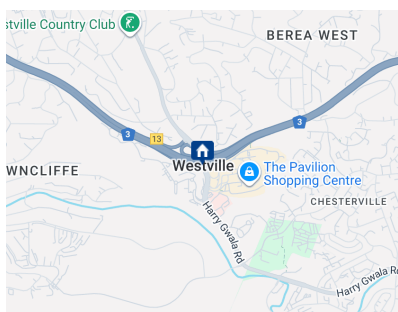 stville Country Club
BEREA WEST
3
3
13
Westville
WNCLIFFE
The Pavilion
Shopping Centre
CHESTERVILLE
Harry Gwala Rd
Harry Gwala R